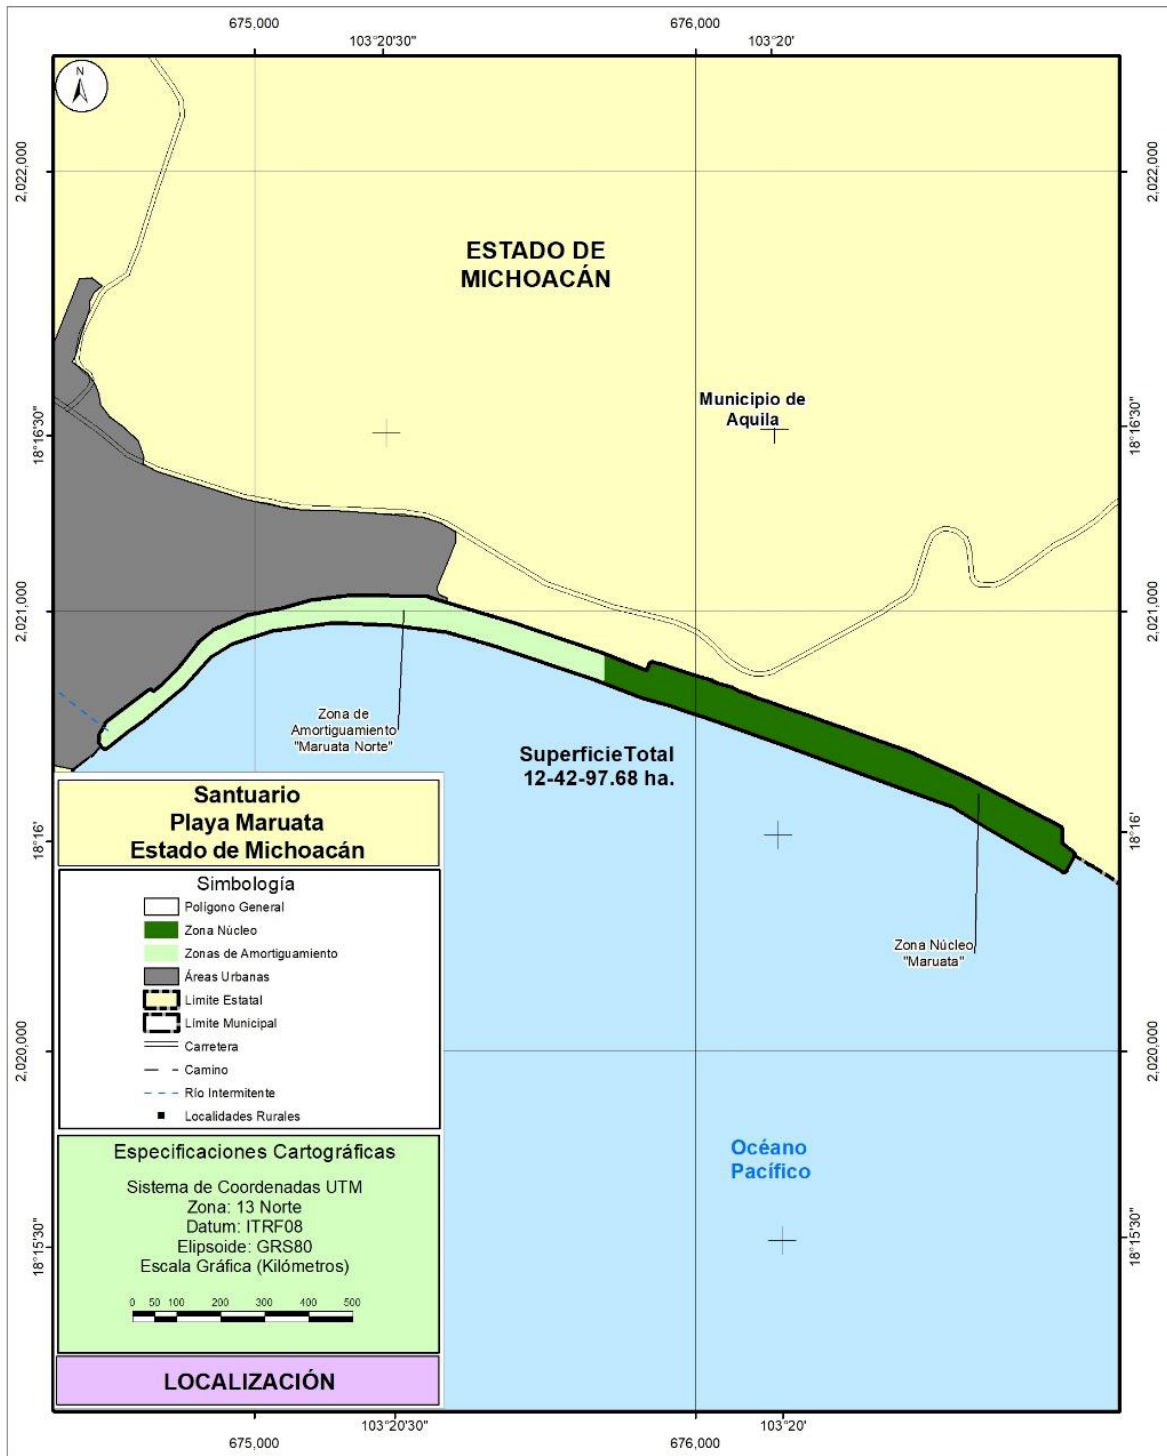 675,000
676,000
103°20'30"
103°20'
N
2,022,000
2,022,000
ESTADO DE
MICHOACÁN
Municipio de
Aquila
18°16'30"
18°16'30"
2,021,000
2,021,000
Zona de
Amortiguamiento
"Maruata Norte"
SuperficieTotal
12-42-97.68 ha.
18°16'
18°16'
Zona Núcleo
"Maruata"
Santuario
Playa Maruata
Estado de Michoacán
Simbología
Polígono General
Zona Núcleo
Zonas de Amortiguamiento
Áreas Urbanas
Límite Estatal
Límite Municipal
Carretera
Camino
Río Intermitente
Localidades Rurales
2,020,000
2,020,000
Especificaciones Cartográficas
Sistema de Coordenadas UTM
Zona: 13 Norte
Datum: ITRF08
Elipsoide: GRS80
Escala Gráfica (Kilómetros)
0 50 100 200 300 400 500
Océano
Pacífico
18°15'30"
18°15'30"
LOCALIZACIÓN
103°20'30"
103°20'
675,000
676,000